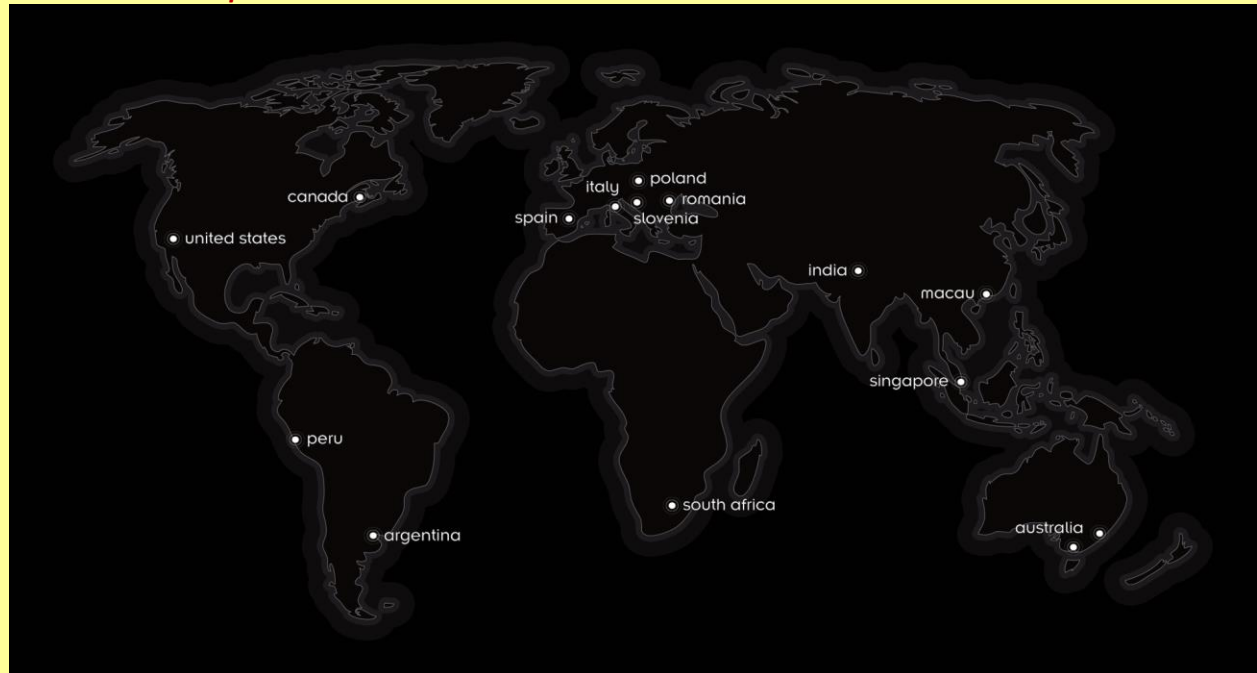 poland
italy
canada
romania
spain
slovenia
united states
india
macau
singapore
peru
south africa
australia
argentina